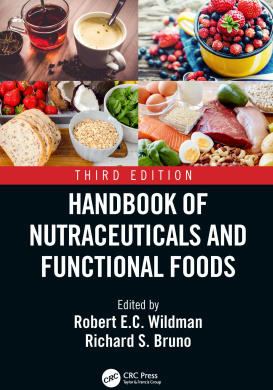 THIRD EDITION
HANDBOOK OF
NUTRACEUTICALS AND
FUNCTIONAL FOODS
Edited by
Robert E.C. Wildman
Richard S. Bruno
CRC
CRC Press
Taylor & Francis Group